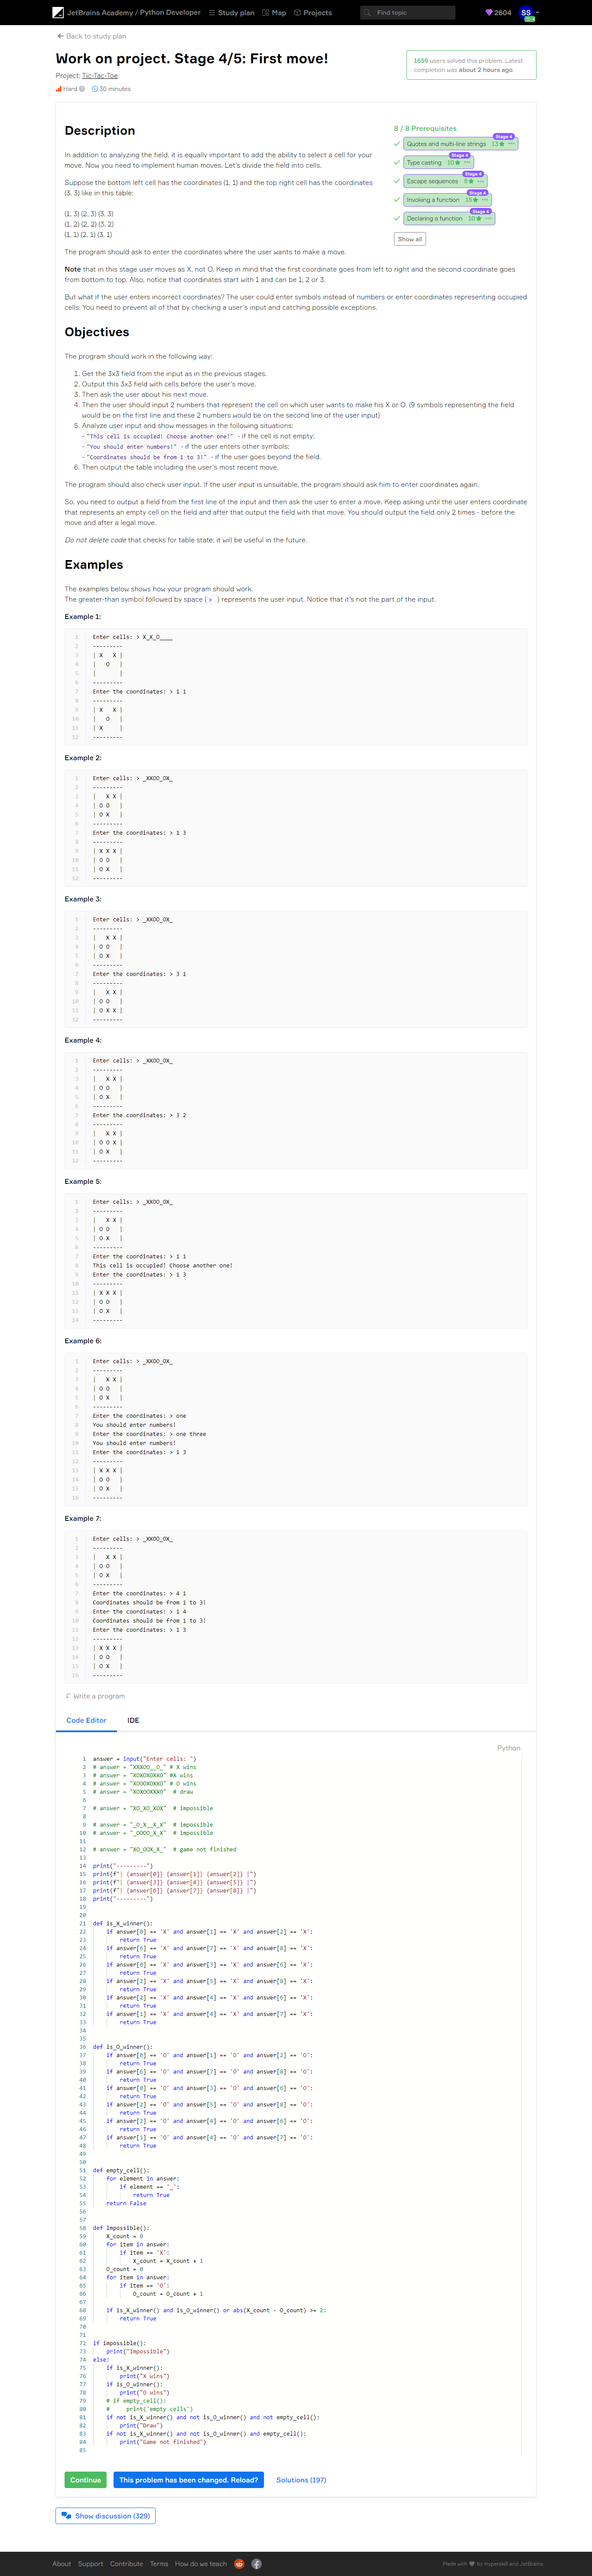 JetBrains Academy / Python Developer
Study plan
Map
Projects
Find topic
2604
SS
Back to study plan
Work on project. Stage 4/5: First move!
Project: Tic-Tac-Toe
Hard
30 minutes
1659 users solved this problem. Latest
completion was about 2 hours ago.
Description
In addition to analyzing the field, it is equally important to add the ability to select a cell for your
move. Now you need to implement human moves. Let's divide the field into cells.
Suppose the bottom left cell has the coordinates (1, 1) and the top right cell has the coordinates
(3, 3) like in this table:
(1, 3) (2, 3) (3, 3)
(1, 2) (2, 2) (3, 2)
(1, 1) (2, 1) (3, 1)
The program should ask to enter the coordinates where the user wants to make a move.
8 / 8 Prerequisites
Stage 4
Quotes and multi-line strings 13
Stage 4
Type casting 10
Stage 4
Escape sequences 5
Stage 4
Invoking a function 15
Stage 4
Declaring a function 10
Show all
Note that in this stage user moves as X, not O. Keep in mind that the first coordinate goes from left to right and the second coordinate goes
from bottom to top. Also, notice that coordinates start with 1 and can be 1, 2 or 3.
But what if the user enters incorrect coordinates? The user could enter symbols instead of numbers or enter coordinates representing occupied
cells. You need to prevent all of that by checking a user's input and catching possible exceptions.
Objectives
The program should work in the following way:
1. Get the 3x3 field from the input as in the previous stages.
2. Output this 3x3 field with cells before the user's move.
3. Then ask the user about his next move.
4. Then the user should input 2 numbers that represent the cell on which user wants to make his X or O. (9 symbols representing the field
would be on the first line and these 2 numbers would be on the second line of the user input)
5. Analyze user input and show messages in the following situations:
- "This cell is occupied! Choose another one!" - if the cell is not empty;
- "You should enter numbers!" - if the user enters other symbols;
- "Coordinates should be from 1 to 3!" - if the user goes beyond the field.
6. Then output the table including the user's most recent move.
The program should also check user input. If the user input is unsuitable, the program should ask him to enter coordinates again.
So, you need to output a field from the first line of the input and then ask the user to enter a move. Keep asking until the user enters coordinate
that represents an empty cell on the field and after that output the field with that move. You should output the field only 2 times - before the
move and after a legal move.
Do not delete code that checks for table state; it will be useful in the future.
Examples
The examples below shows how your program should work.
The greater-than symbol followed by space ( > ) represents the user input. Notice that it's not the part of the input.
Example 1:
1 Enter cells: > X_X_O____
2 ---------
3 | X   X |
4 |   O   |
5 |       |
6 ---------
7 Enter the coordinates: > 1 1
8 ---------
9 | X   X |
10 |   O   |
11 | X     |
12 ---------
Example 2:
1 Enter cells: > _XXOO_OX_
2 ---------
3 |   X X |
4 | O O   |
5 | O X   |
6 ---------
7 Enter the coordinates: > 1 3
8 ---------
9 | X X X |
10 | O O   |
11 | O X   |
12 ---------
Example 3:
1 Enter cells: > _XXOO_OX_
2 ---------
3 |   X X |
4 | O O   |
5 | O X   |
6 ---------
7 Enter the coordinates: > 3 1
8 ---------
9 |   X X |
10 | O O   |
11 | O X X |
12 ---------
Example 4:
1 Enter cells: > _XXOO_OX_
2 ---------
3 |   X X |
4 | O O   |
5 | O X   |
6 ---------
7 Enter the coordinates: > 3 2
8 ---------
9 |   X X |
10 | O O X |
11 | O X   |
12 ---------
Example 5:
1 Enter cells: > _XXOO_OX_
2 ---------
3 |   X X |
4 | O O   |
5 | O X   |
6 ---------
7 Enter the coordinates: > 1 1
8 This cell is occupied! Choose another one!
9 Enter the coordinates: > 1 3
10 ---------
11 | X X X |
12 | O O   |
13 | O X   |
14 ---------
Example 6:
1 Enter cells: > _XXOO_OX_
2 ---------
3 |   X X |
4 | O O   |
5 | O X   |
6 ---------
7 Enter the coordinates: > one
8 You should enter numbers!
9 Enter the coordinates: > one three
10 You should enter numbers!
11 Enter the coordinates: > 1 3
12 ---------
13 | X X X |
14 | O O   |
15 | O X   |
16 ---------
Example 7:
1 Enter cells: > _XXOO_OX_
2 ---------
3 |   X X |
4 | O O   |
5 | O X   |
6 ---------
7 Enter the coordinates: > 4 1
8 Coordinates should be from 1 to 3!
9 Enter the coordinates: > 1 4
10 Coordinates should be from 1 to 3!
11 Enter the coordinates: > 1 3
12 ---------
13 | X X X |
14 | O O   |
15 | O X   |
16 ---------
Write a program
Code Editor
IDE
Python
1 answer = input("Enter cells: ")
2 # answer = "XXXOO__O_" # X wins
3 # answer = "XOXOXOXXO" #X wins
4 # answer = "XOOOXOXXO" # O wins
5 # answer = "XOXOOXXXO"  # draw
6
7 # answer = "XO_XO_XOX"  # impossible
8
9 # answer = "_O_X__X_X"  # impossible
10 # answer = "_OOOO_X_X"  # impossible
11
12 # answer = "XO_OOX_X_"  # game not finished
13
14 print("---------")
15 print(f"| {answer[0]} {answer[1]} {answer[2]} |")
16 print(f"| {answer[3]} {answer[4]} {answer[5]} |")
17 print(f"| {answer[6]} {answer[7]} {answer[8]} |")
18 print("---------")
19
20
21 def is_X_winner():
22     if answer[0] == 'X' and answer[1] == 'X' and answer[2] == 'X':
23         return True
24     if answer[6] == 'X' and answer[7] == 'X' and answer[8] == 'X':
25         return True
26     if answer[0] == 'X' and answer[3] == 'X' and answer[6] == 'X':
27         return True
28     if answer[2] == 'X' and answer[5] == 'X' and answer[8] == 'X':
29         return True
30     if answer[2] == 'X' and answer[4] == 'X' and answer[6] == 'X':
31         return True
32     if answer[1] == 'X' and answer[4] == 'X' and answer[7] == 'X':
33         return True
34
35
36 def is_O_winner():
37     if answer[0] == 'O' and answer[1] == 'O' and answer[2] == 'O':
38         return True
39     if answer[6] == 'O' and answer[7] == 'O' and answer[8] == 'O':
40         return True
41     if answer[0] == 'O' and answer[3] == 'O' and answer[6] == 'O':
42         return True
43     if answer[2] == 'O' and answer[5] == 'O' and answer[8] == 'O':
44         return True
45     if answer[2] == 'O' and answer[4] == 'O' and answer[6] == 'O':
46         return True
47     if answer[1] == 'O' and answer[4] == 'O' and answer[7] == 'O':
48         return True
49
50
51 def empty_cell():
52     for element in answer:
53         if element == '_':
54             return True
55     return False
56
57
58 def impossible():
59     X_count = 0
60     for item in answer:
61         if item == 'X':
62             X_count = X_count + 1
63     O_count = 0
64     for item in answer:
65         if item == 'O':
66             O_count = O_count + 1
67
68     if is_X_winner() and is_O_winner() or abs(X_count - O_count) >= 2:
69         return True
70
71
72 if impossible():
73     print("Impossible")
74 else:
75     if is_X_winner():
76         print("X wins")
77     if is_O_winner():
78         print("O wins")
79     # if empty_cell():
80     #     print('empty cells')
81     if not is_X_winner() and not is_O_winner() and not empty_cell():
82         print("Draw")
83     if not is_X_winner() and not is_O_winner() and empty_cell():
84         print("Game not finished")
85
Continue
This problem has been changed. Reload?
Solutions (197)
Show discussion (329)
About
Support
Contribute
Terms
How do we teach
Made with
by Hyperskill and JetBrains